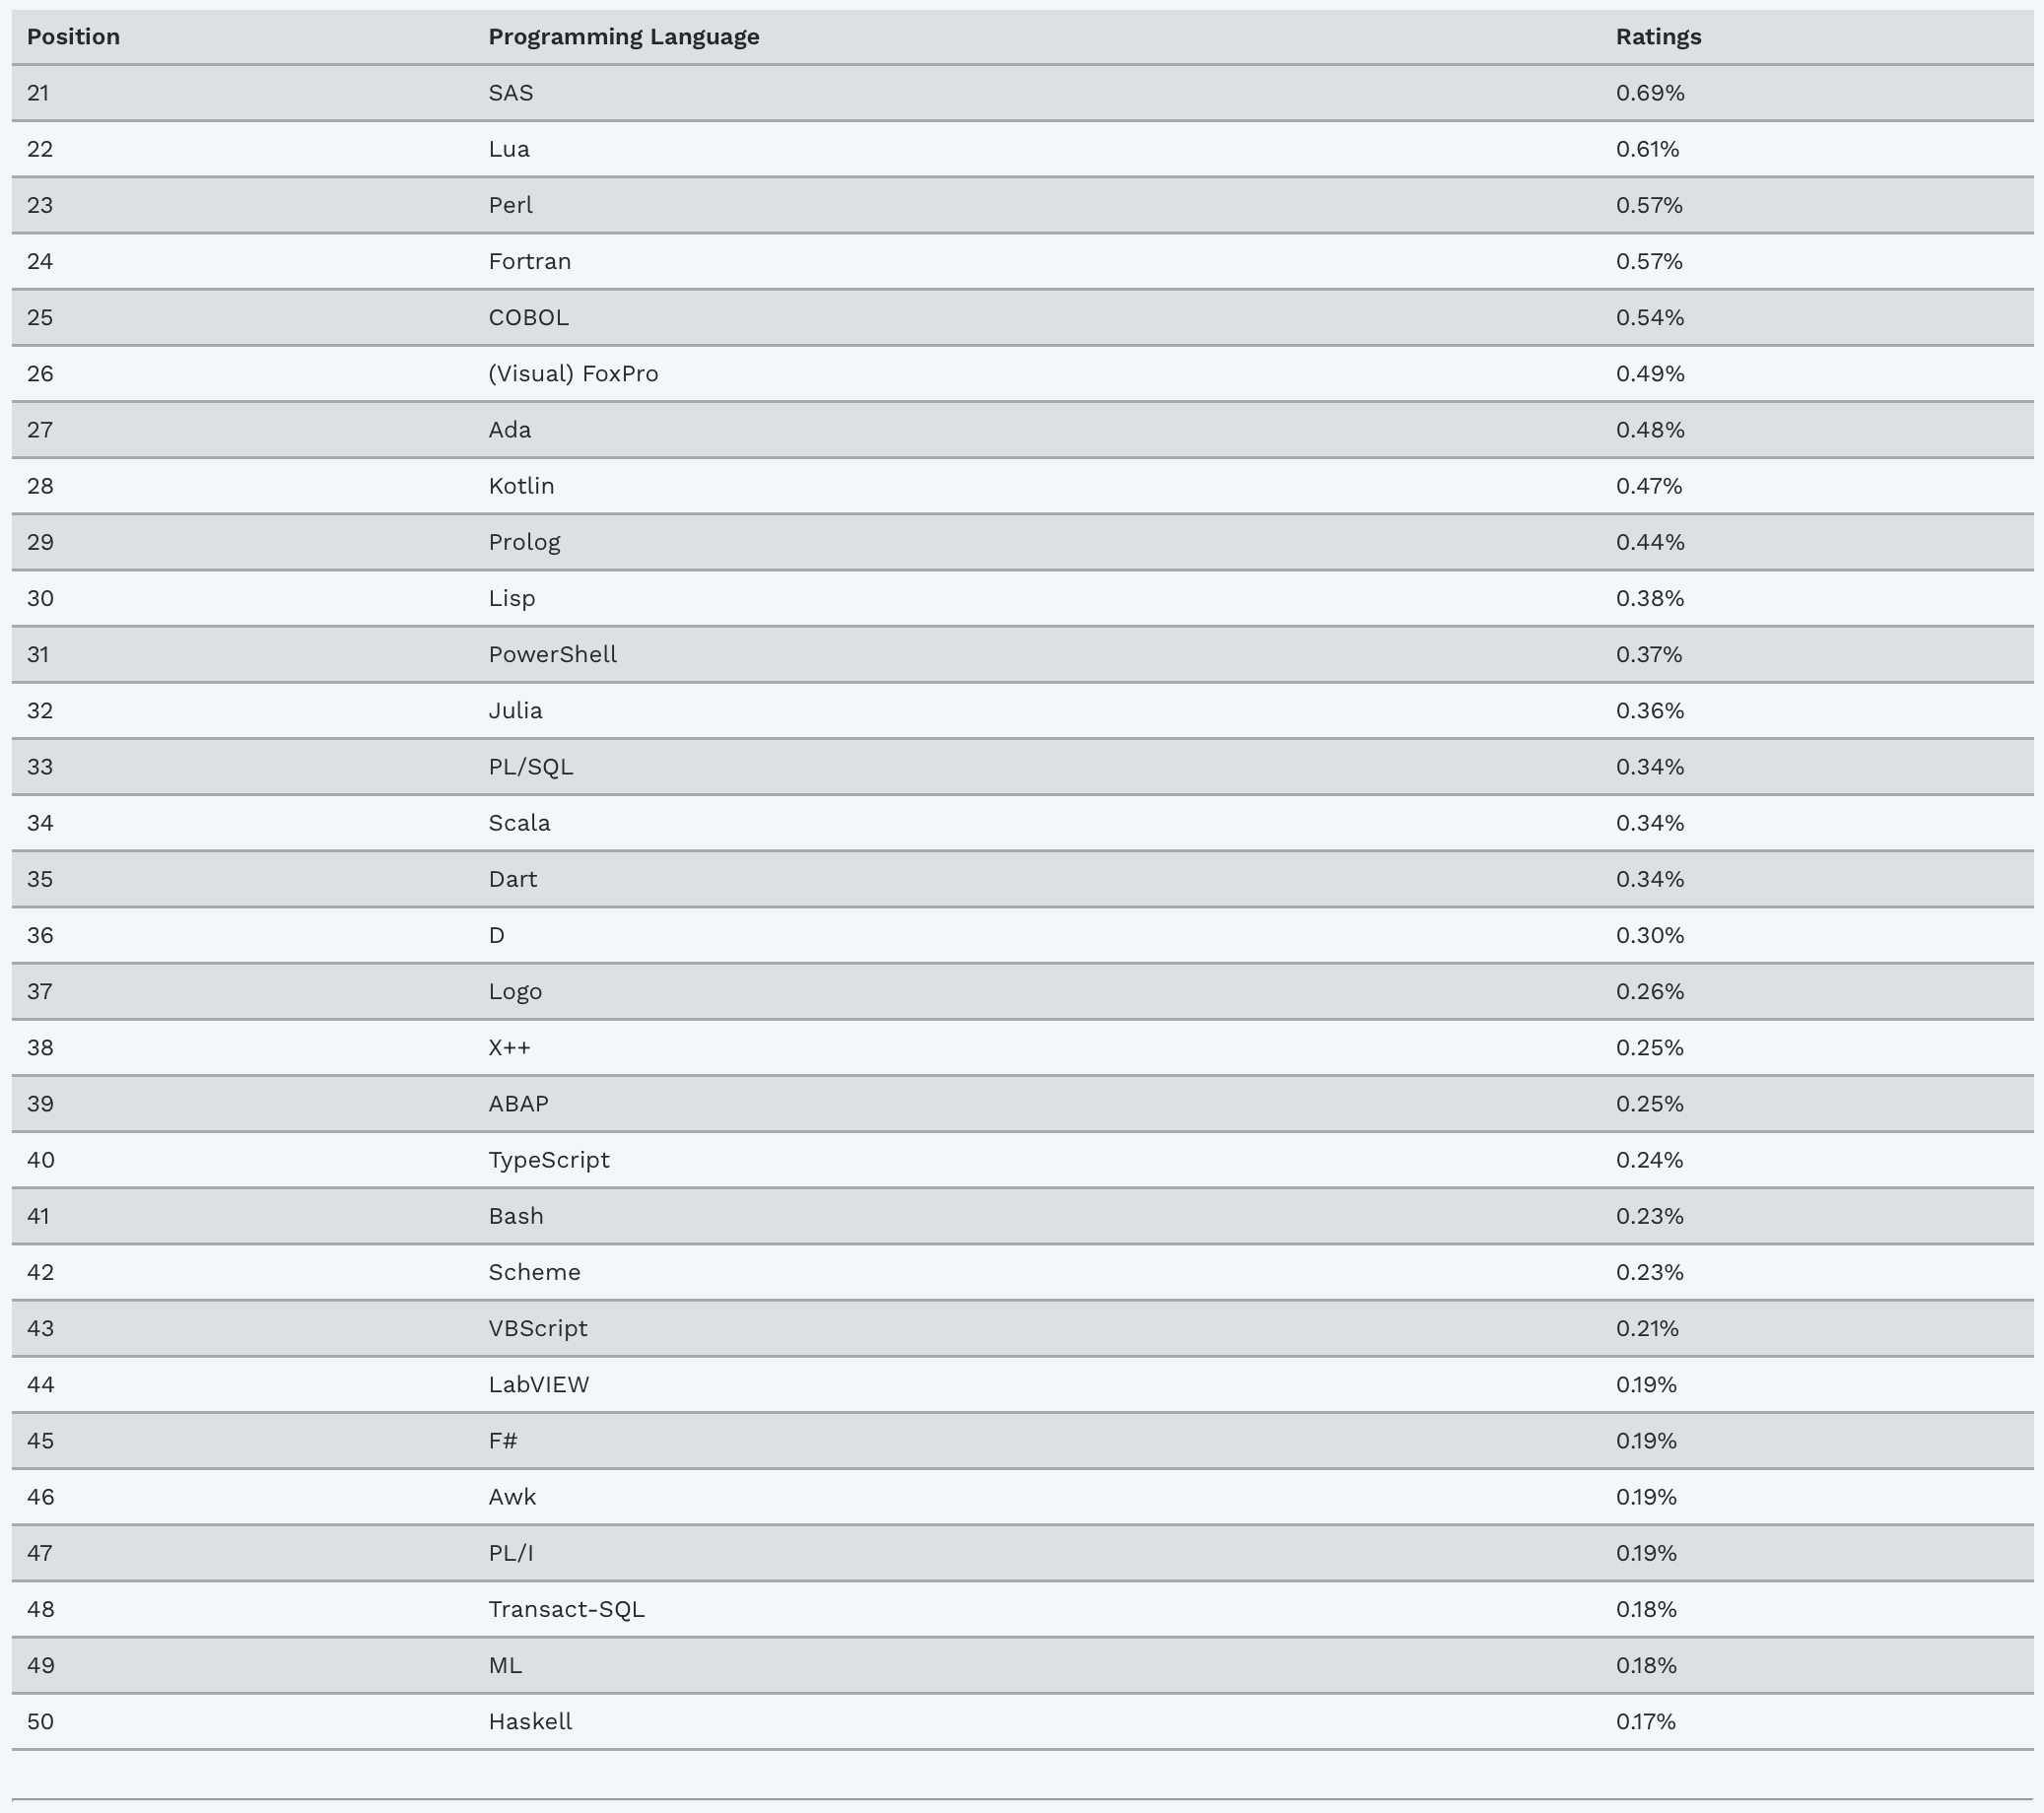 Position Programming Language Ratings
21 SAS 0.69%
22 Lua 0.61%
23 Perl 0.57%
24 Fortran 0.57%
25 COBOL 0.54%
26 (Visual) FoxPro 0.49%
27 Ada 0.48%
28 Kotlin 0.47%
29 Prolog 0.44%
30 Lisp 0.38%
31 PowerShell 0.37%
32 Julia 0.36%
33 PL/SQL 0.34%
34 Scala 0.34%
35 Dart 0.34%
36 D 0.30%
37 Logo 0.26%
38 X++ 0.25%
39 ABAP 0.25%
40 TypeScript 0.24%
41 Bash 0.23%
42 Scheme 0.23%
43 VBScript 0.21%
44 LabVIEW 0.19%
45 F# 0.19%
46 Awk 0.19%
47 PL/I 0.19%
48 Transact-SQL 0.18%
49 ML 0.18%
50 Haskell 0.17%